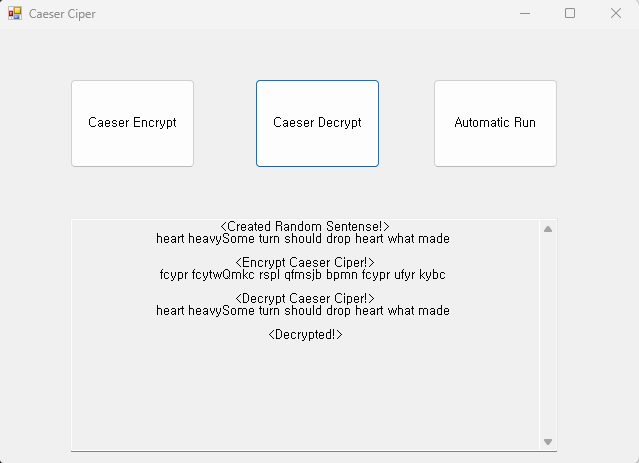 Caeser Ciper
Caeser Encrypt
Caeser Decrypt
Automatic Run
<Created Random Sentense!>
heart heavySome turn should drop heart what made
<Encrypt Caeser Ciper!>
fcypr fcytwQmkc rspl qfmsjb bpmn fcypr ufyr kybc
<Decrypt Caeser Ciper!>
heart heavySome turn should drop heart what made
<Decrypted!>